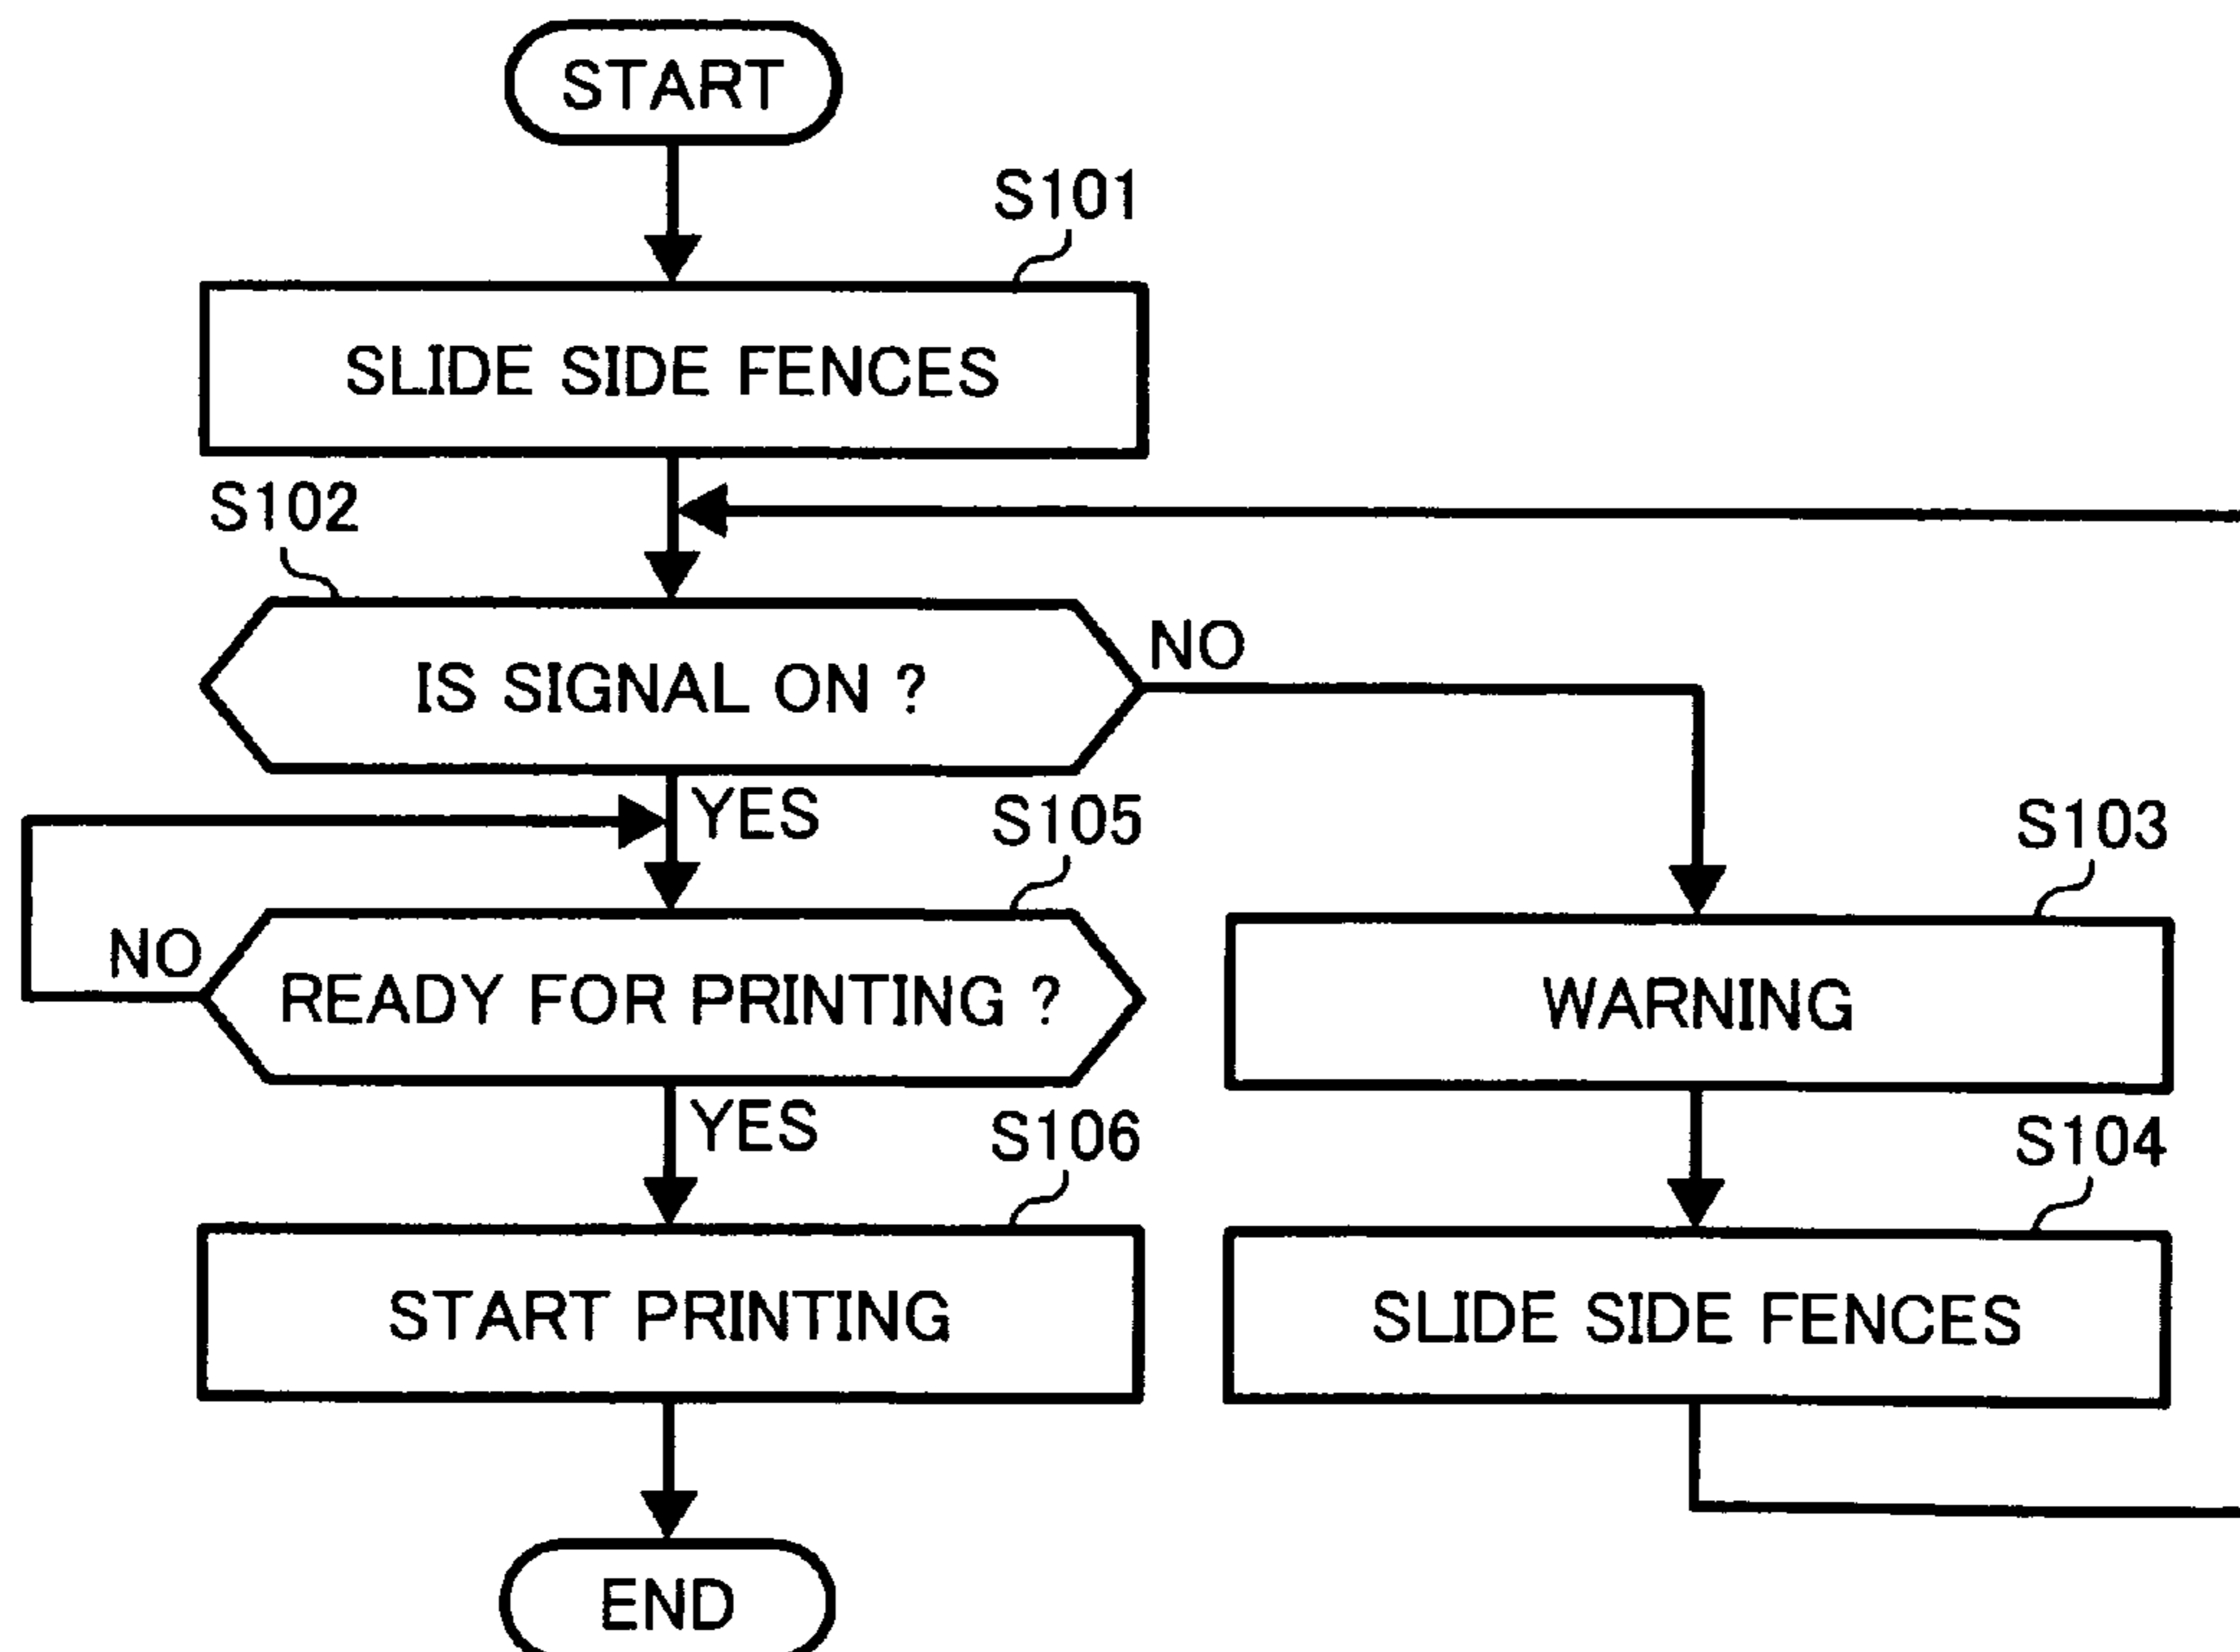 START
S101
SLIDE SIDE FENCES
S102
IS SIGNAL ON ?
NO
YES
S105
S103
NO
READY FOR PRINTING ?
WARNING
YES
S106
S104
START PRINTING
SLIDE SIDE FENCES
END